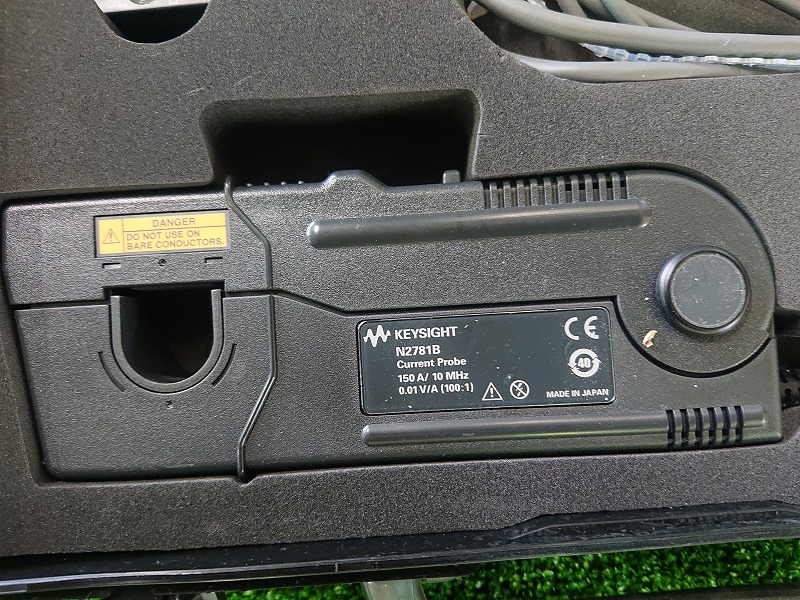 DANGER
DO NOT USE ON
BARE CONDUCTORS.
KEYSIGHT
N2781B
Current Probe
150 A/ 10 MHz
0.01 V/A (100:1)
CE
40
MADE IN JAPAN